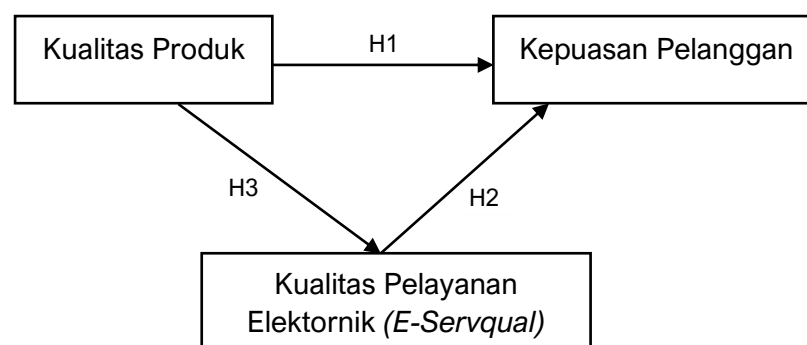 Kualitas Produk
H1
Kepuasan Pelanggan
H3
H2
Kualitas Pelayanan
Elektornik (E-Servqual)